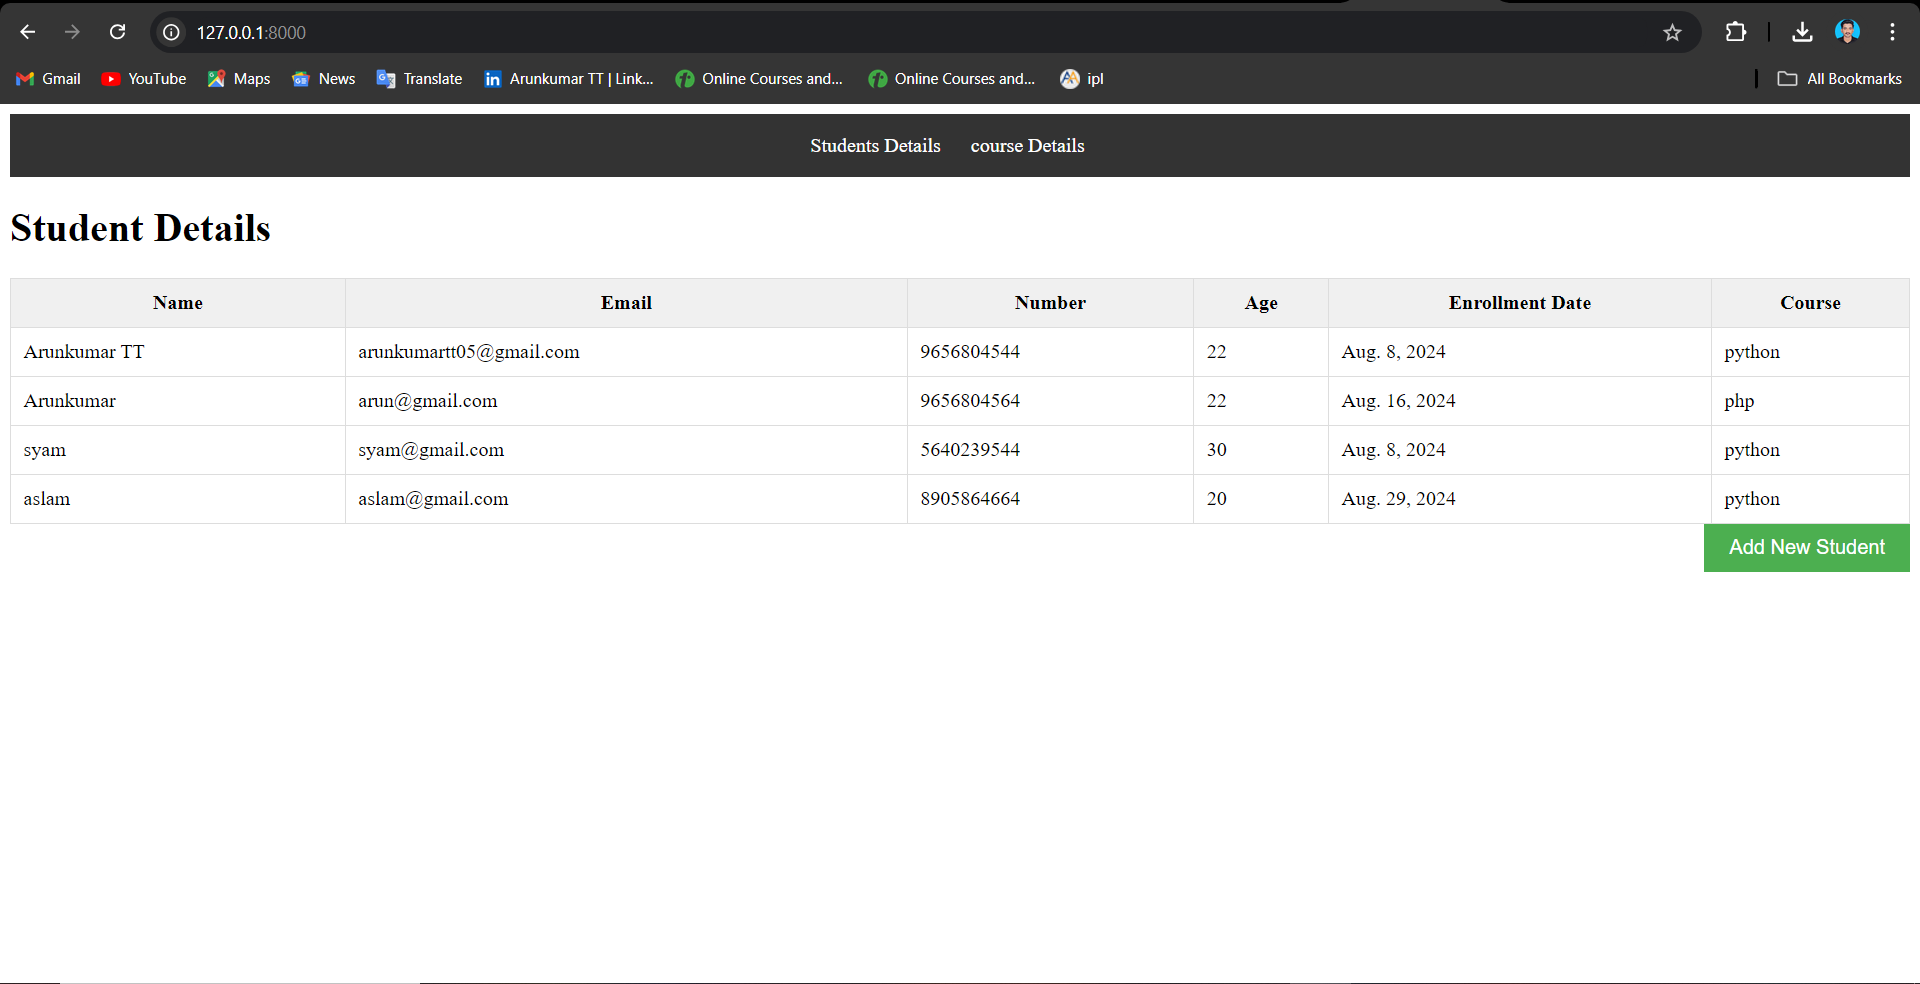 127.0.0.1:8000
Gmail YouTube Maps News Translate Arunkumar TT | Link... Online Courses and... Online Courses and... ipl All Bookmarks
Students Details course Details
Student Details
Name Email Number Age Enrollment Date Course
Arunkumar TT arunkumartt05@gmail.com 9656804544 22 Aug. 8, 2024 python
Arunkumar arun@gmail.com 9656804564 22 Aug. 16, 2024 php
syam syam@gmail.com 5640239544 30 Aug. 8, 2024 python
aslam aslam@gmail.com 8905864664 20 Aug. 29, 2024 python
Add New Student